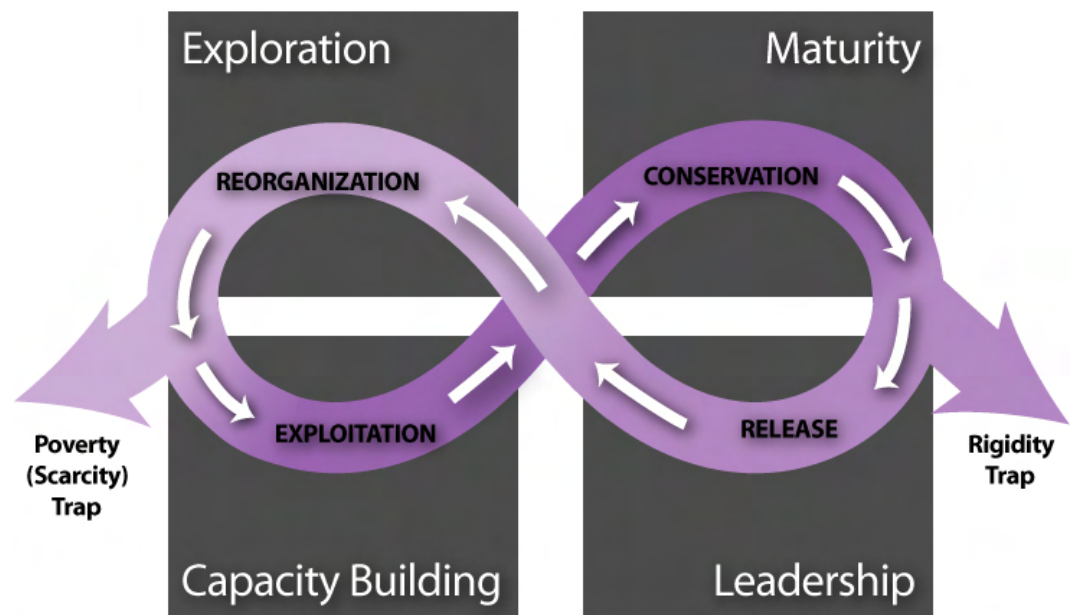 Exploration
Maturity
REORGANIZATION
CONSERVATION
EXPLOITATION
RELEASE
Poverty
(Scarcity)
Trap
Rigidity
Trap
Capacity Building
Leadership